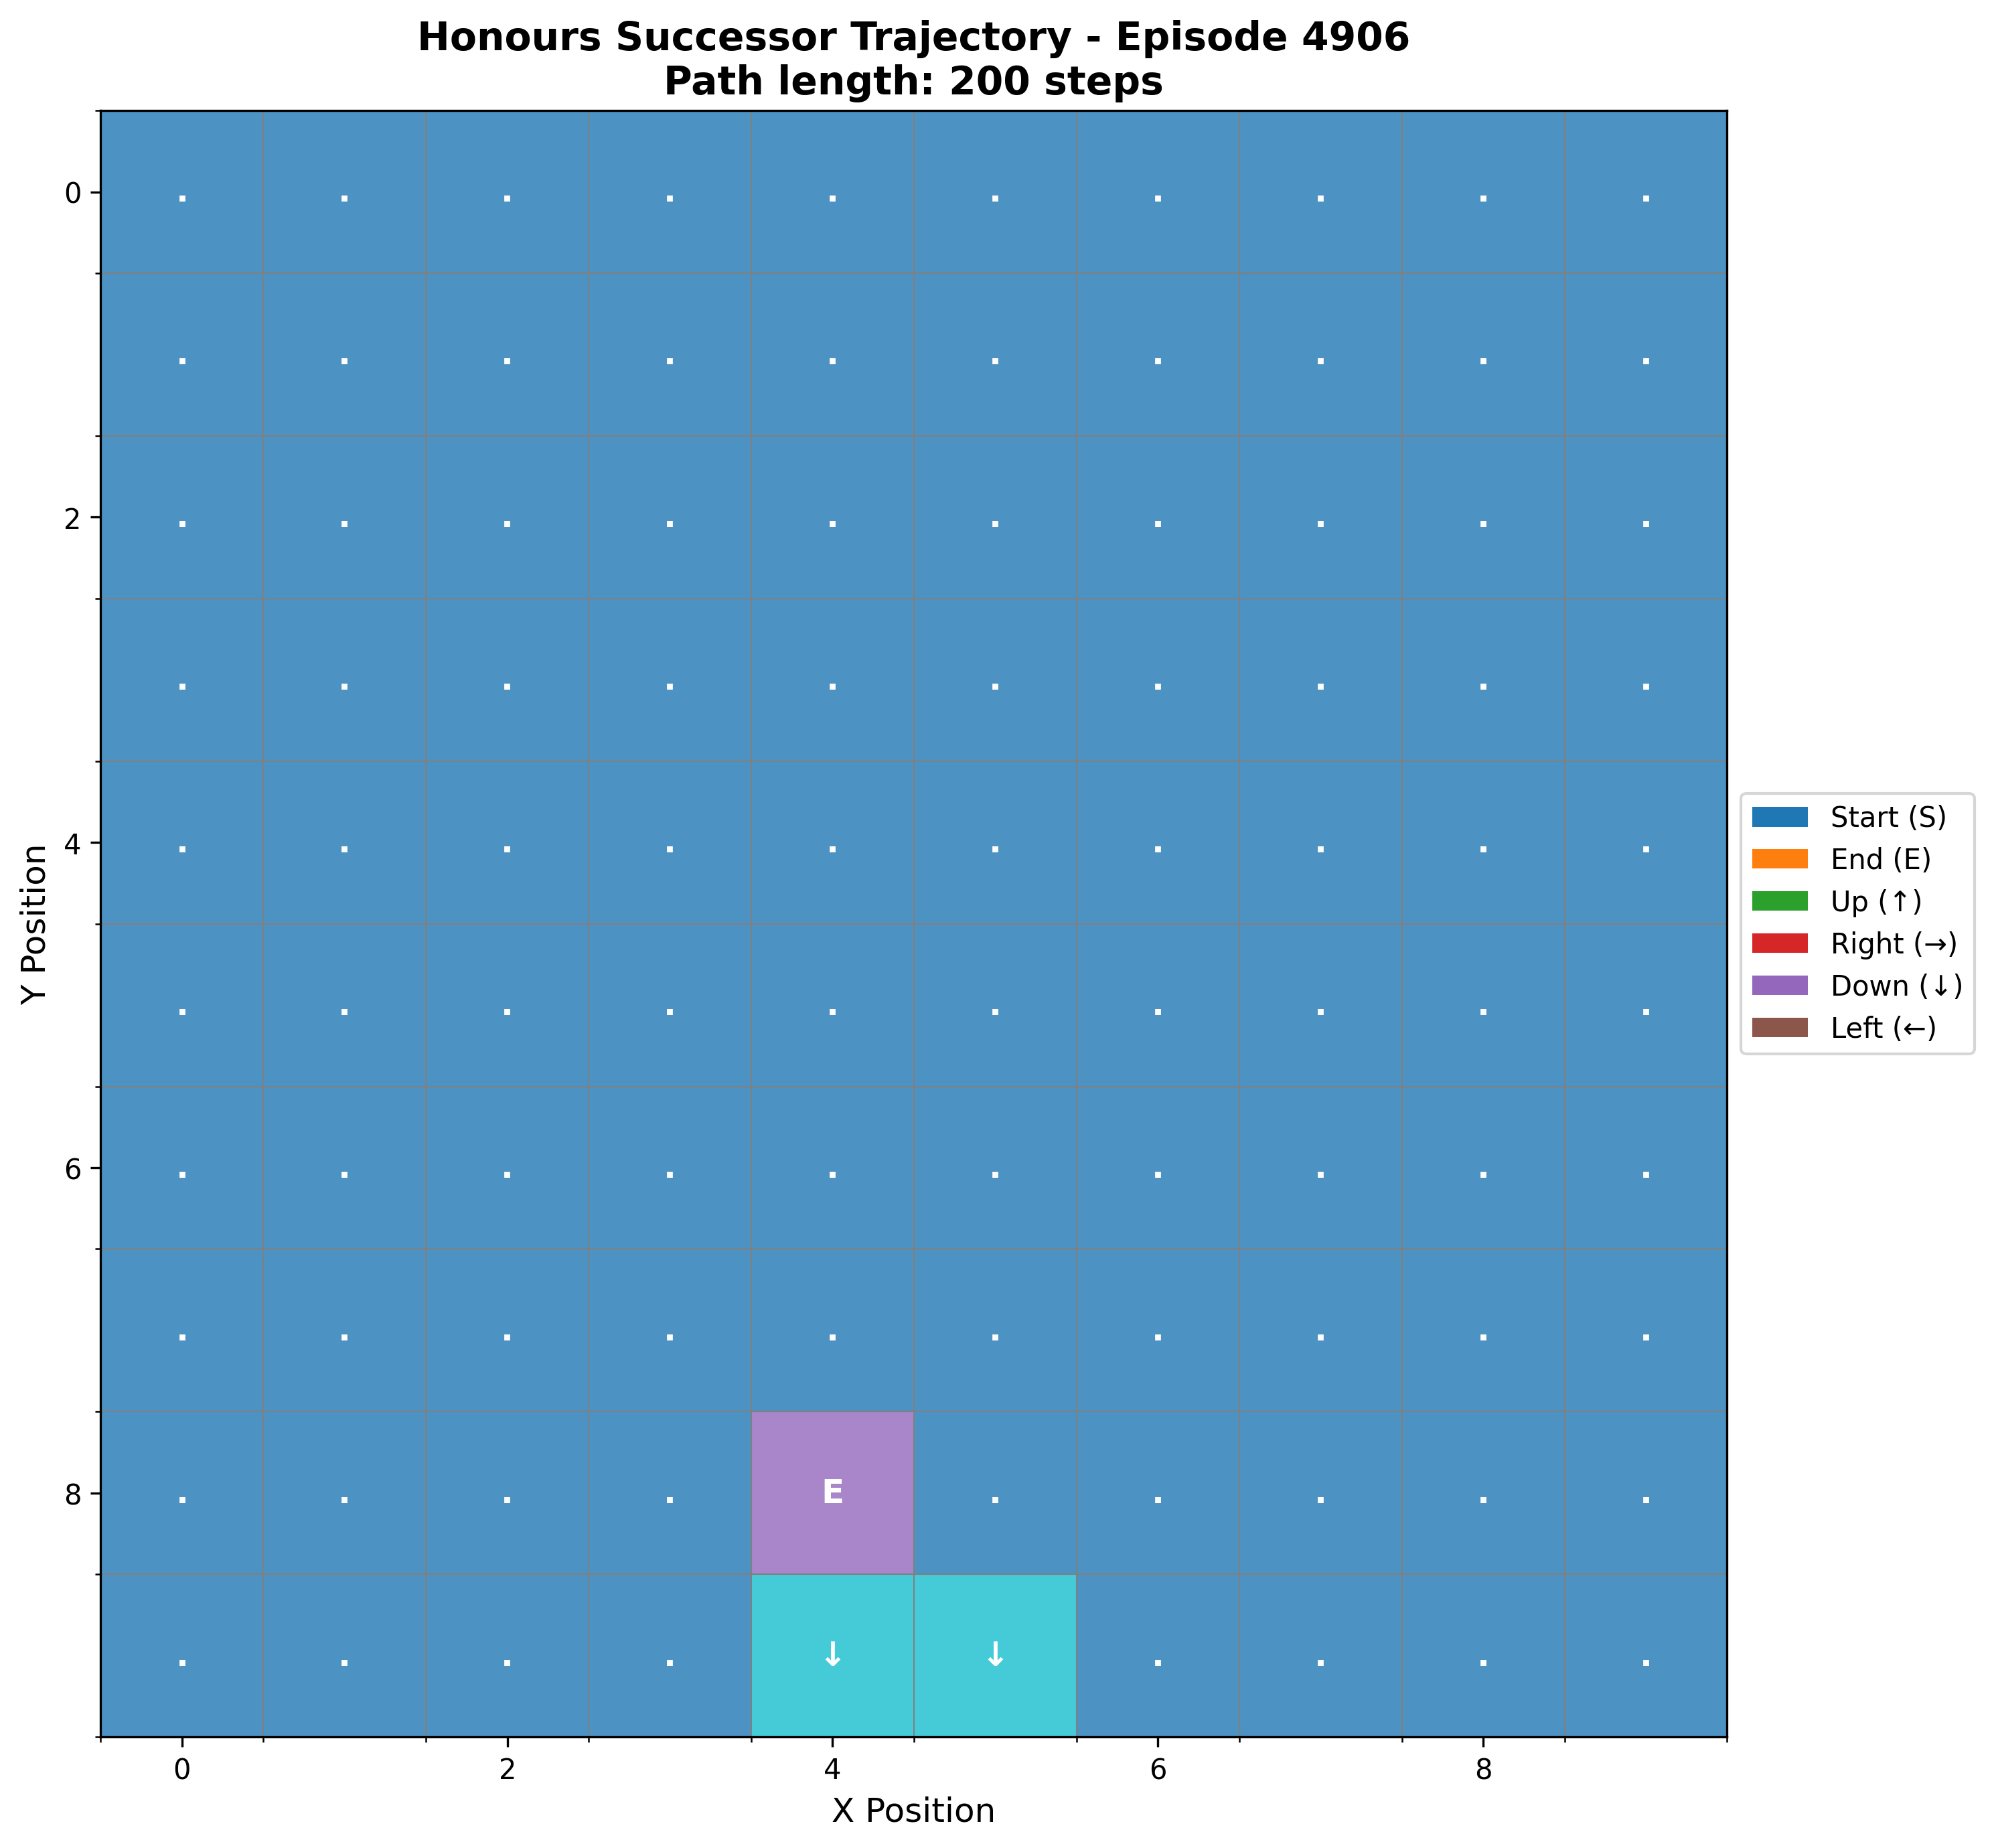 Honours Successor Trajectory - Episode 4906
Path length: 200 steps
Y Position
0
2
4
6
8
. . . . . . . . . .
. . . . . . . . . .
. . . . . . . . . .
. . . . . . . . . .
. . . . . . . . . .
. . . . . . . . . .
. . . . . . . . . .
. . . . . . . . . .
. . . . E . . . . .
. . . . ↓ ↓ . . . .
0 2 4 6 8
X Position
Start (S)
End (E)
Up (↑)
Right (→)
Down (↓)
Left (←)